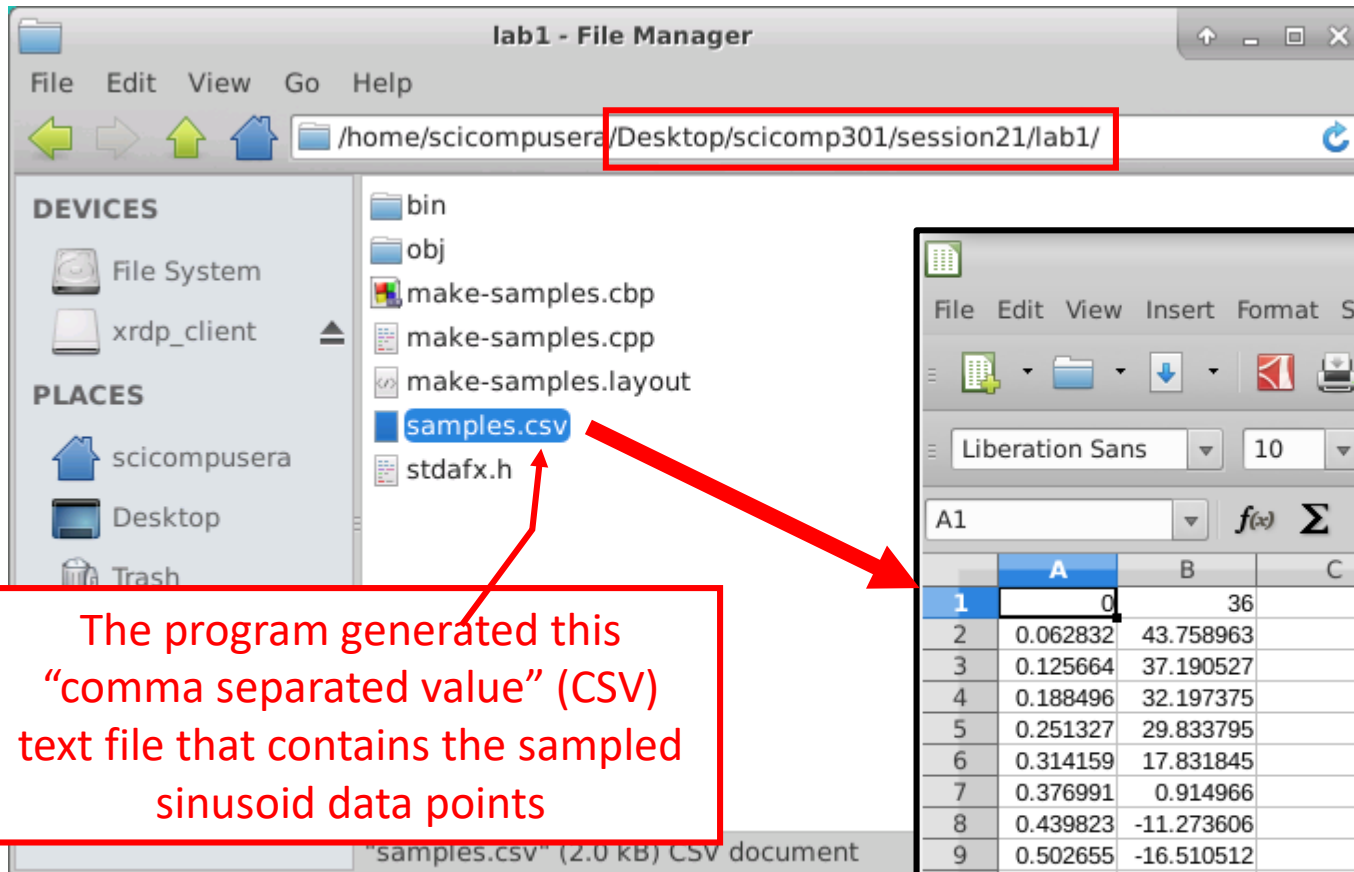 lab1 - File Manager
File Edit View Go Help
/home/scicompusera/Desktop/scicomp301/session21/lab1/
DEVICES
File System
xrdp_client
PLACES
scicompusera
Desktop
Trash
bin
obj
make-samples.cbp
make-samples.cpp
make-samples.layout
samples.csv
stdafx.h
The program generated this
“comma separated value” (CSV)
text file that contains the sampled
sinusoid data points
"samples.csv" (2.0 kB) CSV document
File Edit View Insert Format S
Liberation Sans 10
A1 f(x) Σ
A B C
1 0 36
2 0.062832 43.758963
3 0.125664 37.190527
4 0.188496 32.197375
5 0.251327 29.833795
6 0.314159 17.831845
7 0.376991 0.914966
8 0.439823 -11.273606
9 0.502655 -16.510512